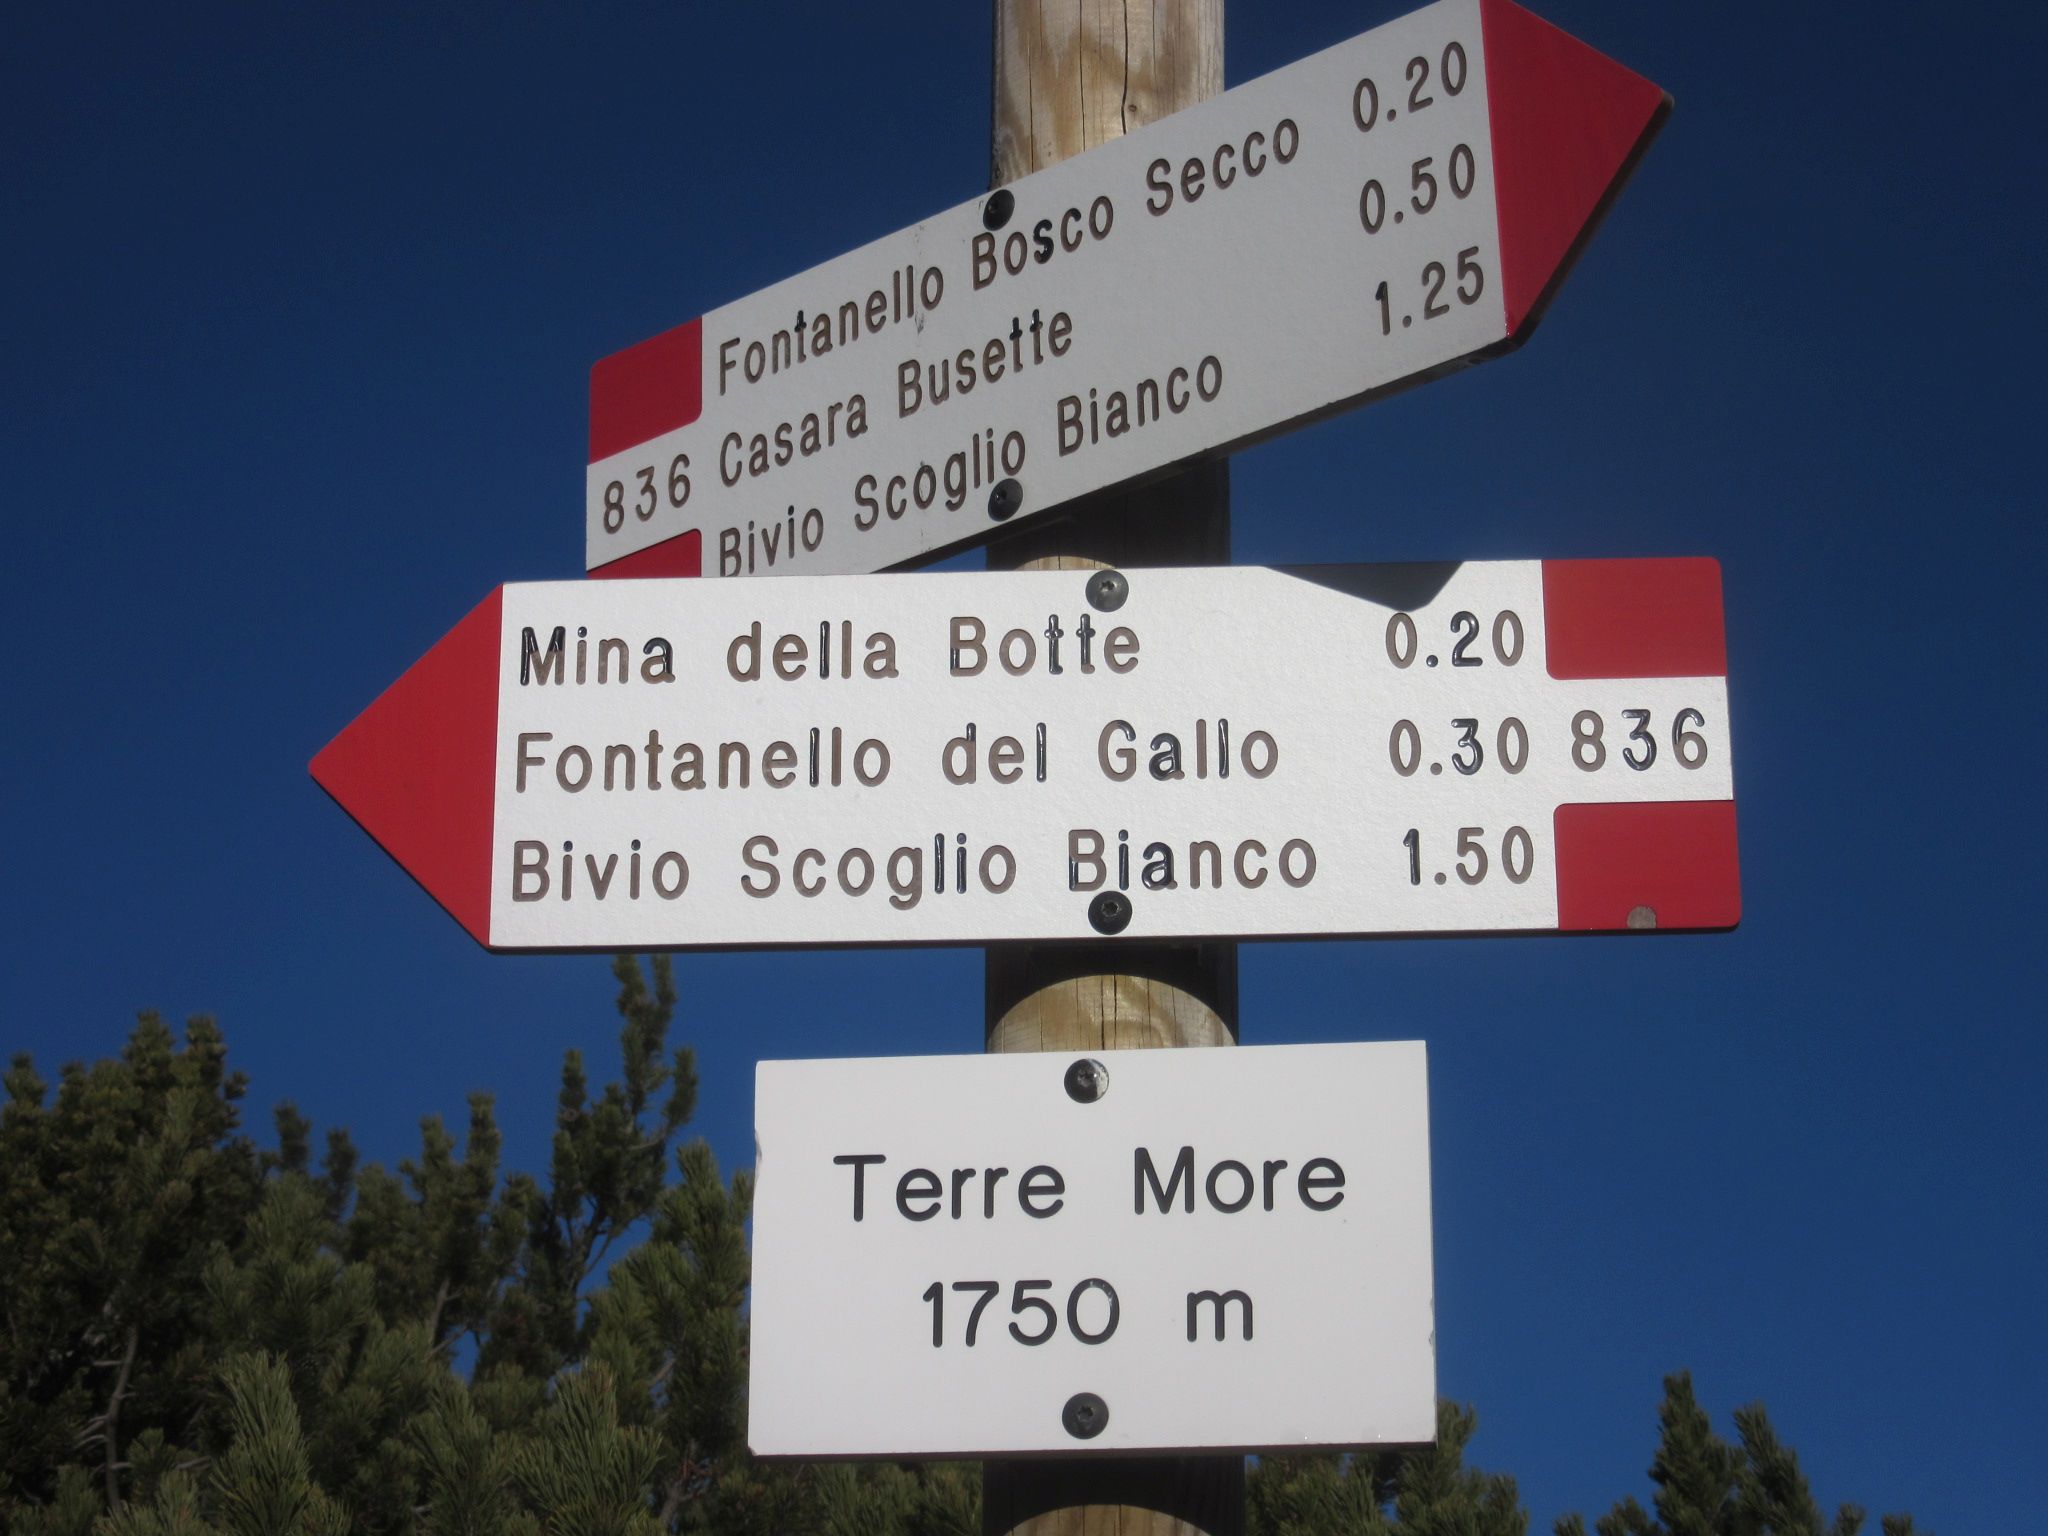 Fontanello Bosco Secco 0.20
836 Casara Busette 0.50
Bivio Scoglio Bianco 1.25
Mina della Botte 0.20
Fontanello del Gallo 0.30 836
Bivio Scoglio Bianco 1.50
Terre More
1750 m